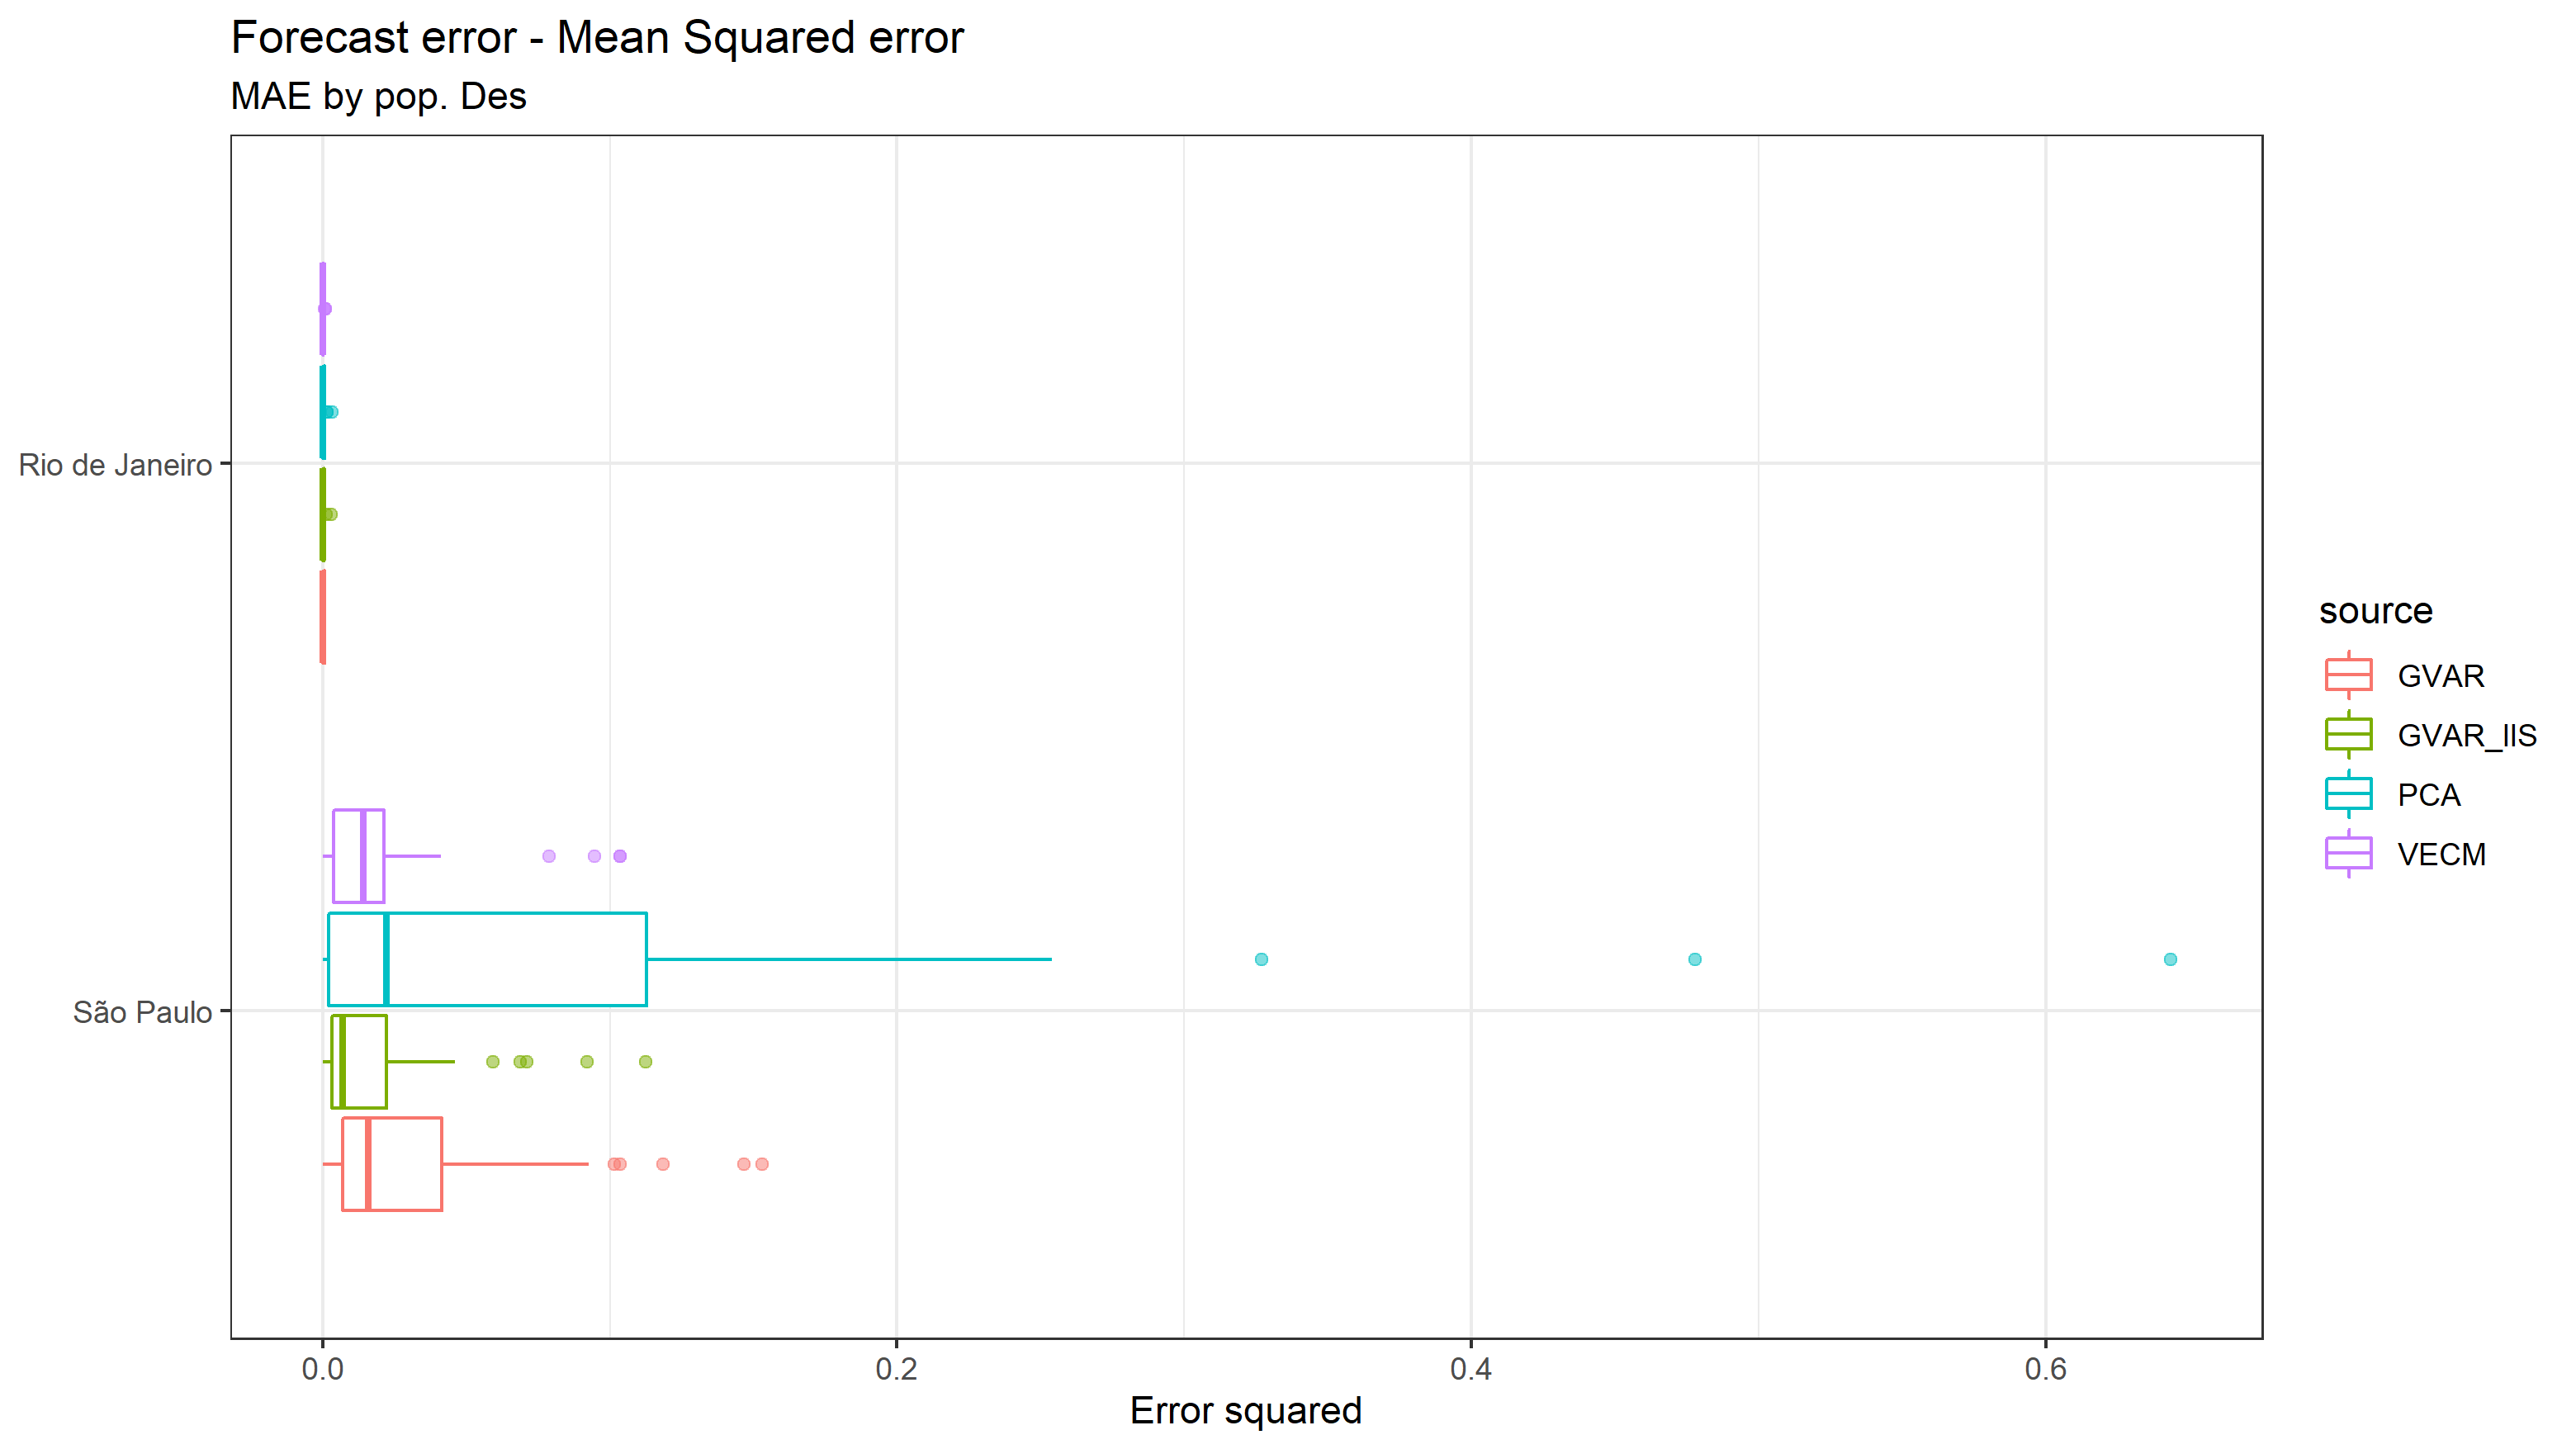 Forecast error - Mean Squared error
MAE by pop. Des
Rio de Janeiro
São Paulo
0.0
0.2
0.4
0.6
Error squared
source
GVAR
GVAR_IIS
PCA
VECM